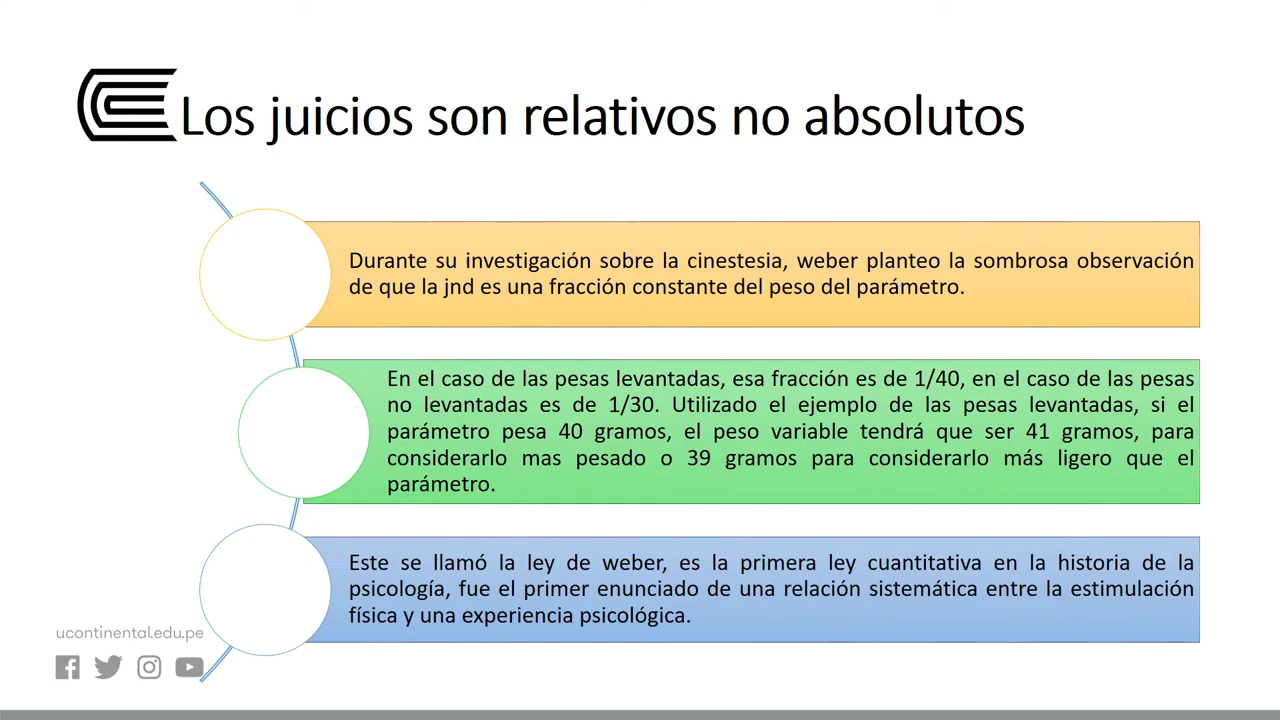 Los juicios son relativos no absolutos
Durante su investigación sobre la cinestesia, weber planteo la sombrosa observación
de que la jnd es una fracción constante del peso del parámetro.
En el caso de las pesas levantadas, esa fracción es de 1/40, en el caso de las pesas
no levantadas es de 1/30. Utilizado el ejemplo de las pesas levantadas, si el
parámetro pesa 40 gramos, el peso variable tendrá que ser 41 gramos, para
considerarlo mas pesado o 39 gramos para considerarlo más ligero que el
parámetro.
Este se llamó la ley de weber, es la primera ley cuantitativa en la historia de la
psicología, fue el primer enunciado de una relación sistemática entre la estimulación
física y una experiencia psicológica.
ucontinental.edu.pe